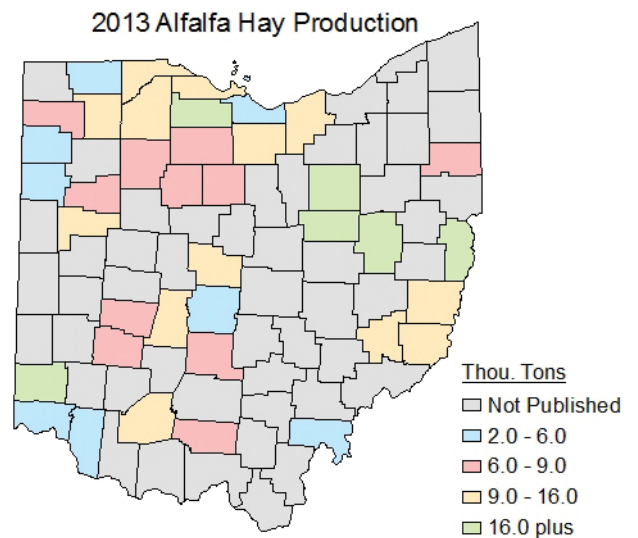 2013 Alfalfa Hay Production
Thou. Tons
Not Published
2.0 - 6.0
6.0 - 9.0
9.0 - 16.0
16.0 plus